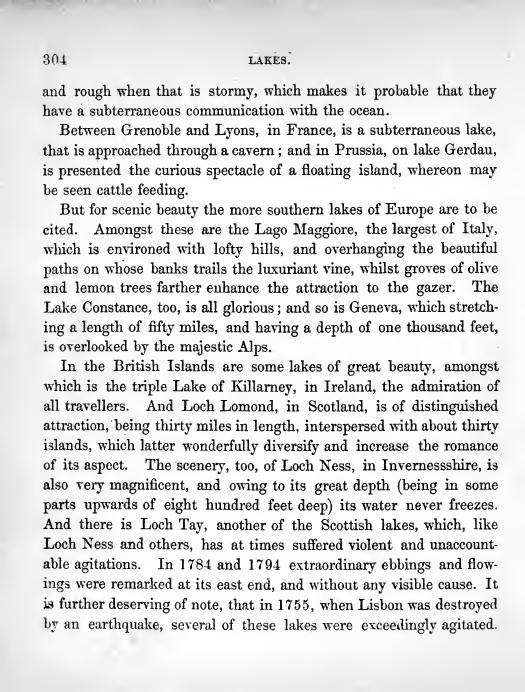 304 LAKES.
and rough when that is stormy, which makes it probable that they
have a subterraneous communication with the ocean.
Between Grenoble and Lyons, in France, is a subterraneous lake,
that is approached through a cavern; and in Prussia, on lake Gerdau,
is presented the curious spectacle of a floating island, whereon may
be seen cattle feeding.
But for scenic beauty the more southern lakes of Europe are to be
cited. Amongst these are the Lago Maggiore, the largest of Italy,
which is environed with lofty hills, and overhanging the beautiful
paths on whose banks trails the luxuriant vine, whilst groves of olive
and lemon trees farther enhance the attraction to the gazer. The
Lake Constance, too, is all glorious; and so is Geneva, which stretch-
ing a length of fifty miles, and having a depth of one thousand feet,
is overlooked by the majestic Alps.
In the British Islands are some lakes of great beauty, amongst
which is the triple Lake of Killarney, in Ireland, the admiration of
all travellers. And Loch Lomond, in Scotland, is of distinguished
attraction, being thirty miles in length, interspersed with about thirty
islands, which latter wonderfully diversify and increase the romance
of its aspect. The scenery, too, of Loch Ness, in Invernessshire, is
also very magnificent, and owing to its great depth (being in some
parts upwards of eight hundred feet deep) its water never freezes.
And there is Loch Tay, another of the Scottish lakes, which, like
Loch Ness and others, has at times suffered violent and unaccount-
able agitations. In 1784 and 1794 extraordinary ebbings and flow-
ings were remarked at its east end, and without any visible cause. It
is further deserving of note, that in 1755, when Lisbon was destroyed
by an earthquake, several of these lakes were exceedingly agitated.